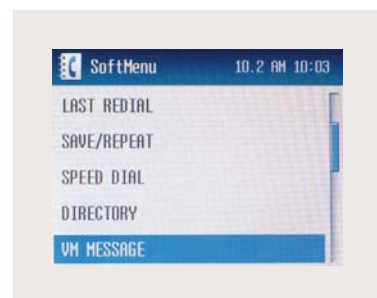 SoftMenu 10.2 AM 10:03
LAST REDIAL
SAVE/REPEAT
SPEED DIAL
DIRECTORY
VM MESSAGE